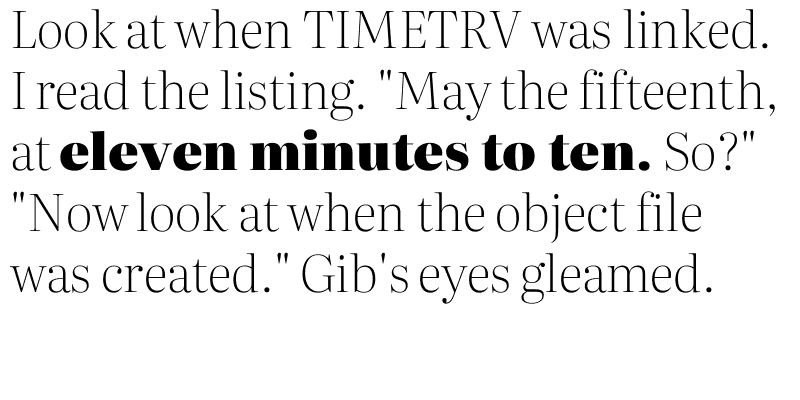 Look at when TIMETRV was linked.
I read the listing. "May the fifteenth,
at eleven minutes to ten. So?"
"Now look at when the object file
was created." Gib's eyes gleamed.